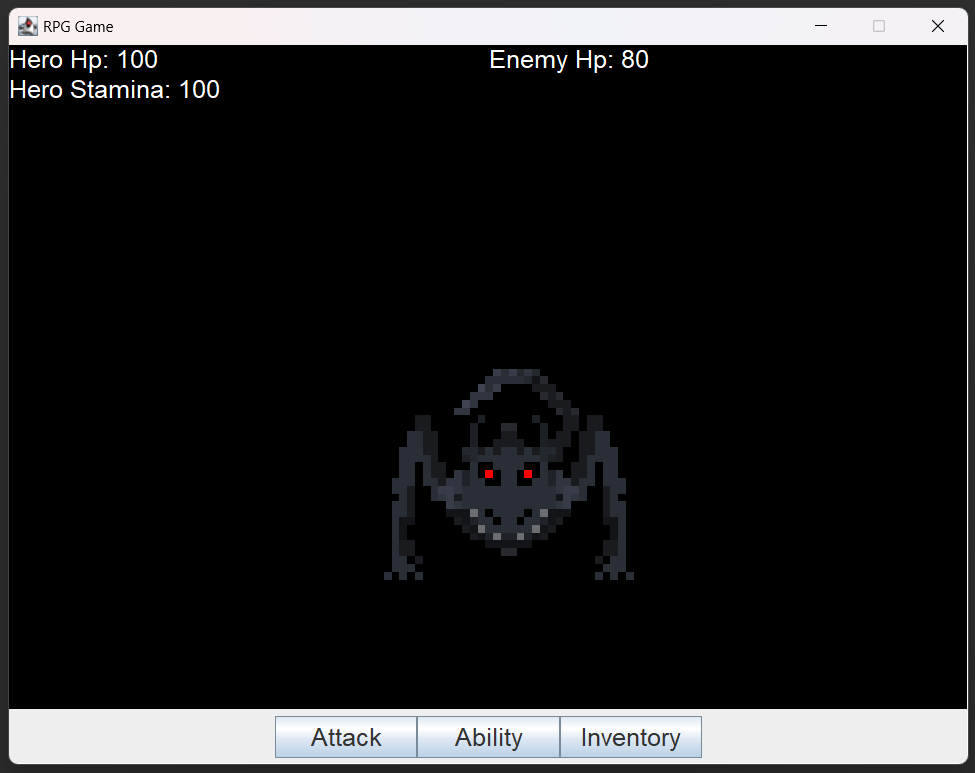 RPG Game
Hero Hp: 100
Enemy Hp: 80
Hero Stamina: 100
Attack
Ability
Inventory